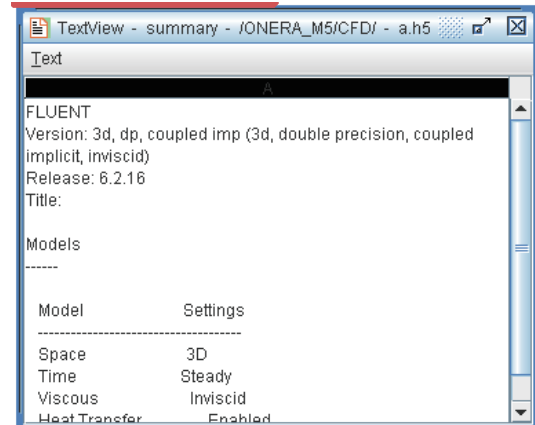 TextView - summary - /ONERA_M5/CFD/ - a.h5
Text
A
FLUENT
Version: 3d, dp, coupled imp (3d, double precision, coupled
implicit, inviscid)
Release: 6.2.16
Title:
Models
------
Model Settings
-------------------------------------
Space 3D
Time Steady
Viscous Inviscid
Heat Transfer Enabled